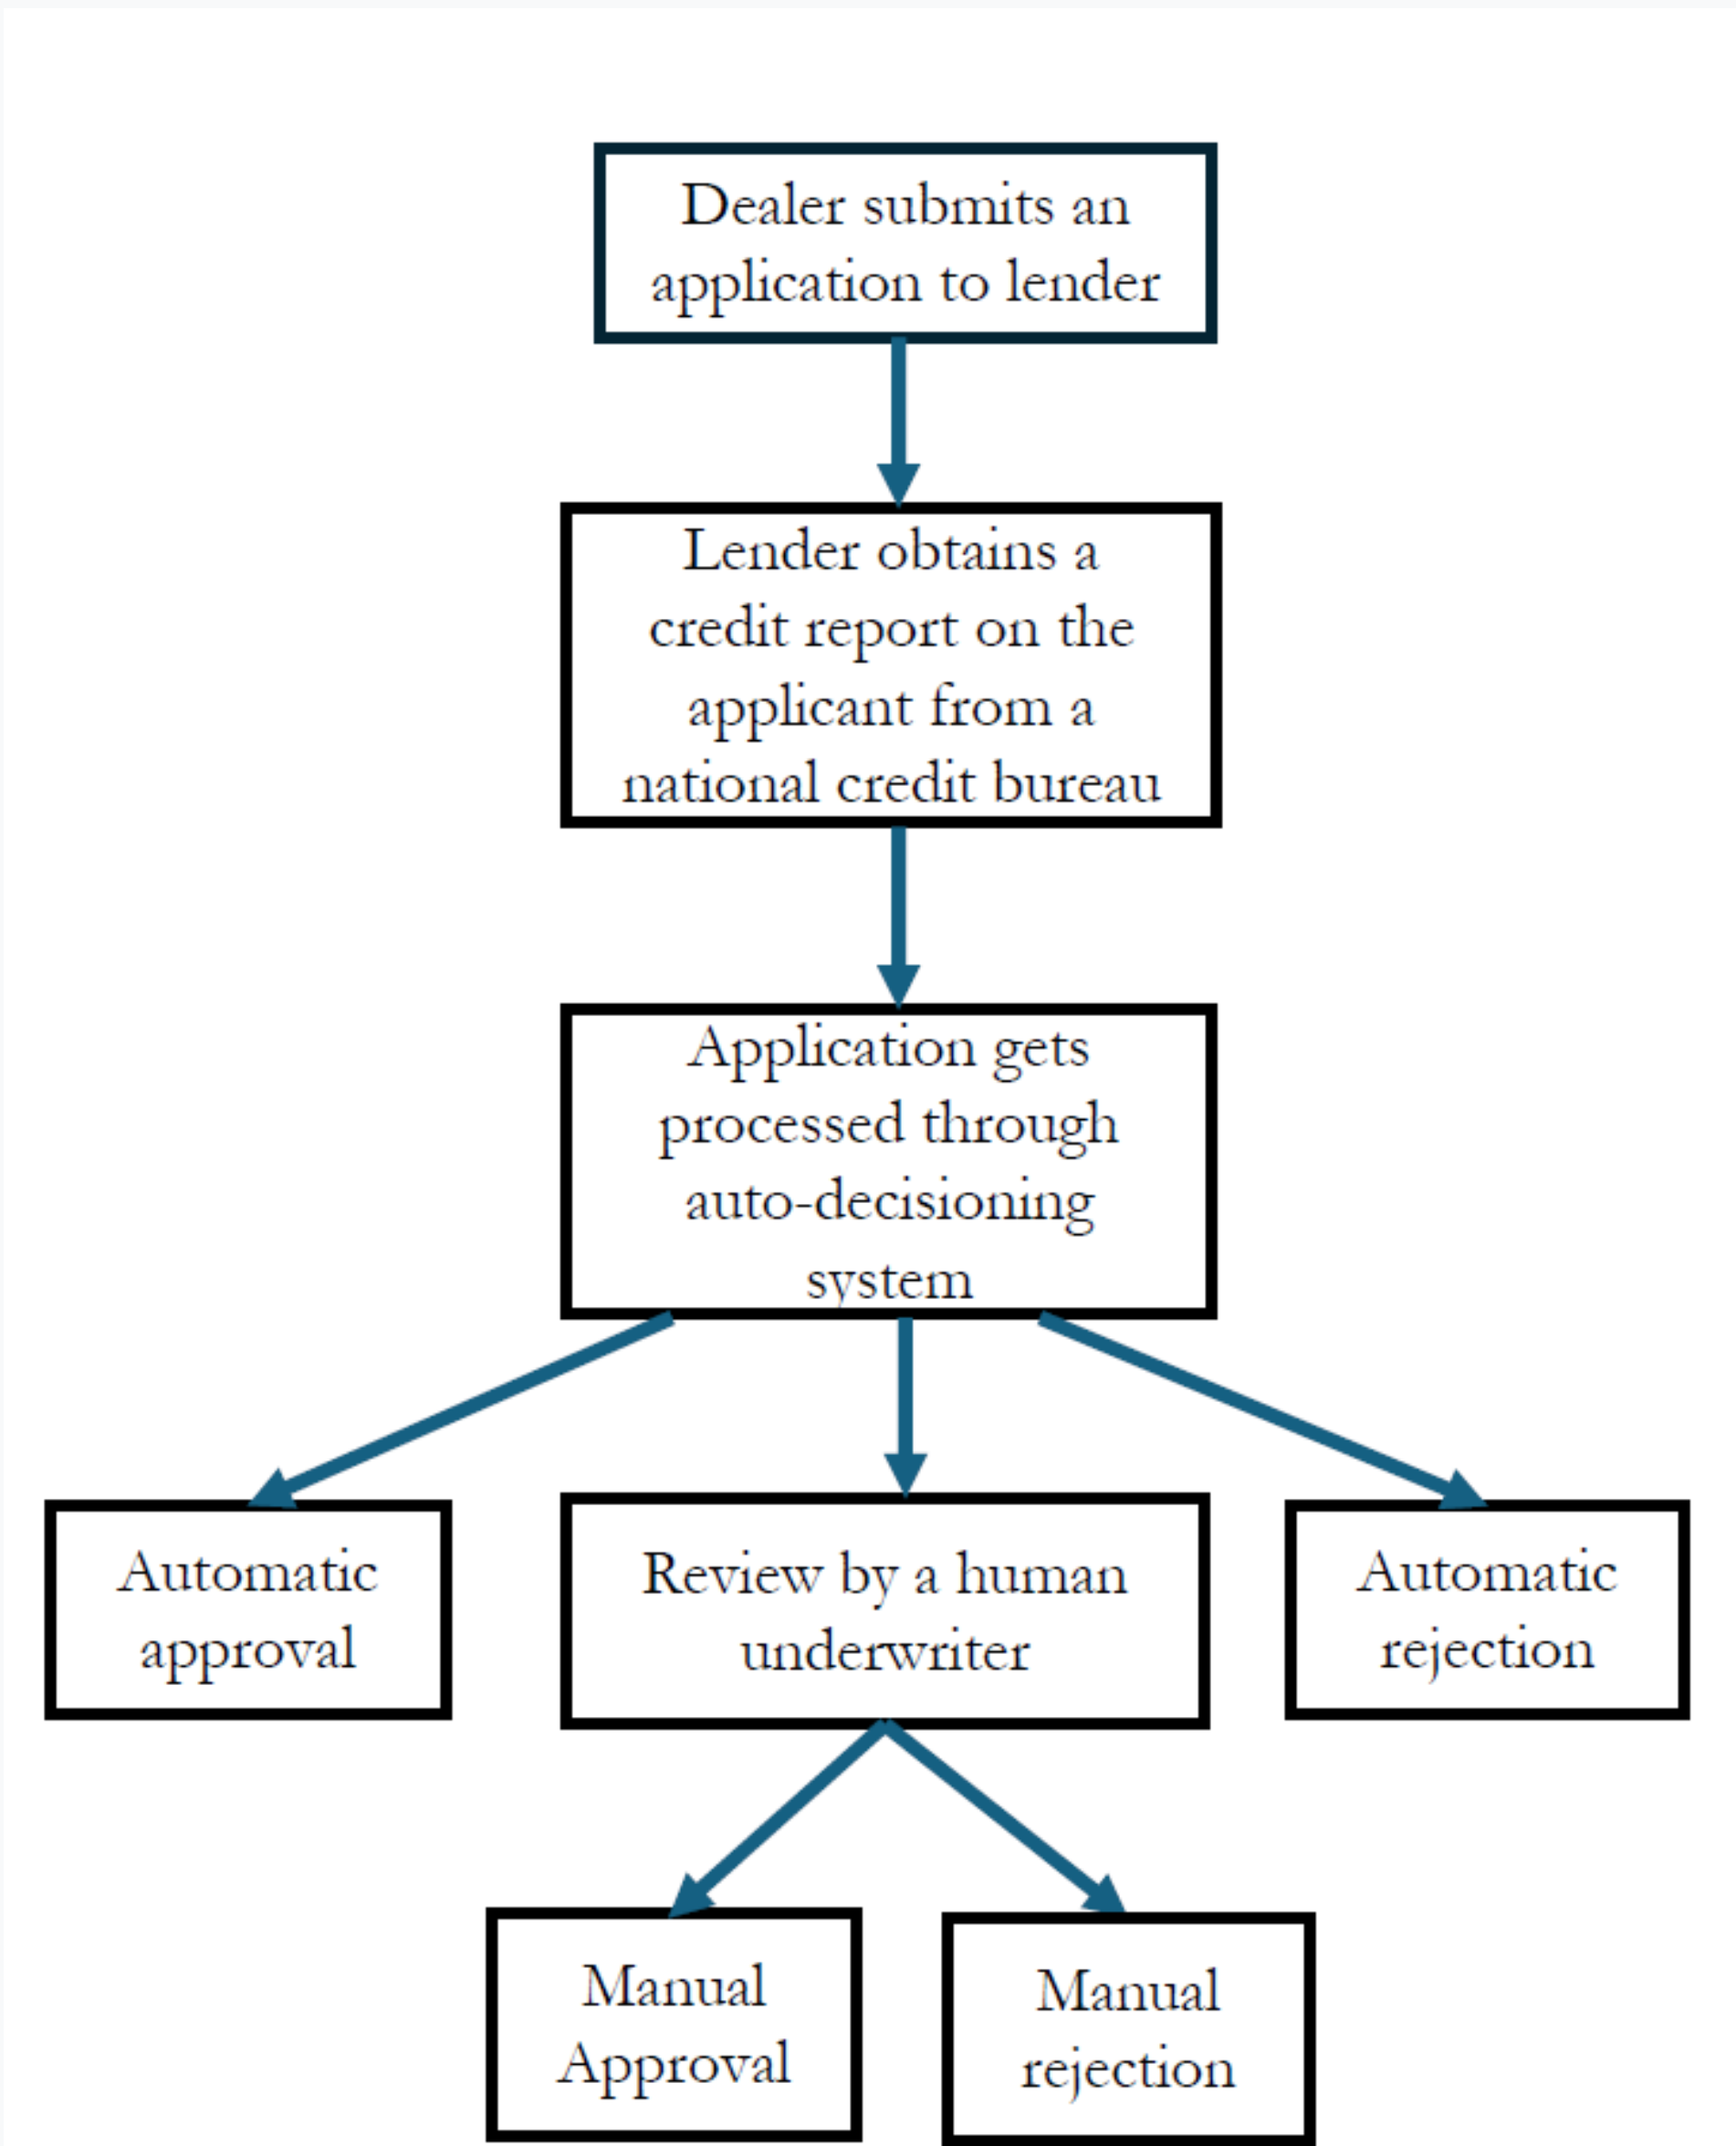 Dealer submits an
application to lender
Lender obtains a
credit report on the
applicant from a
national credit bureau
Application gets
processed through
auto-decisioning
system
Automatic
approval
Review by a human
underwriter
Automatic
rejection
Manual
Approval
Manual
rejection